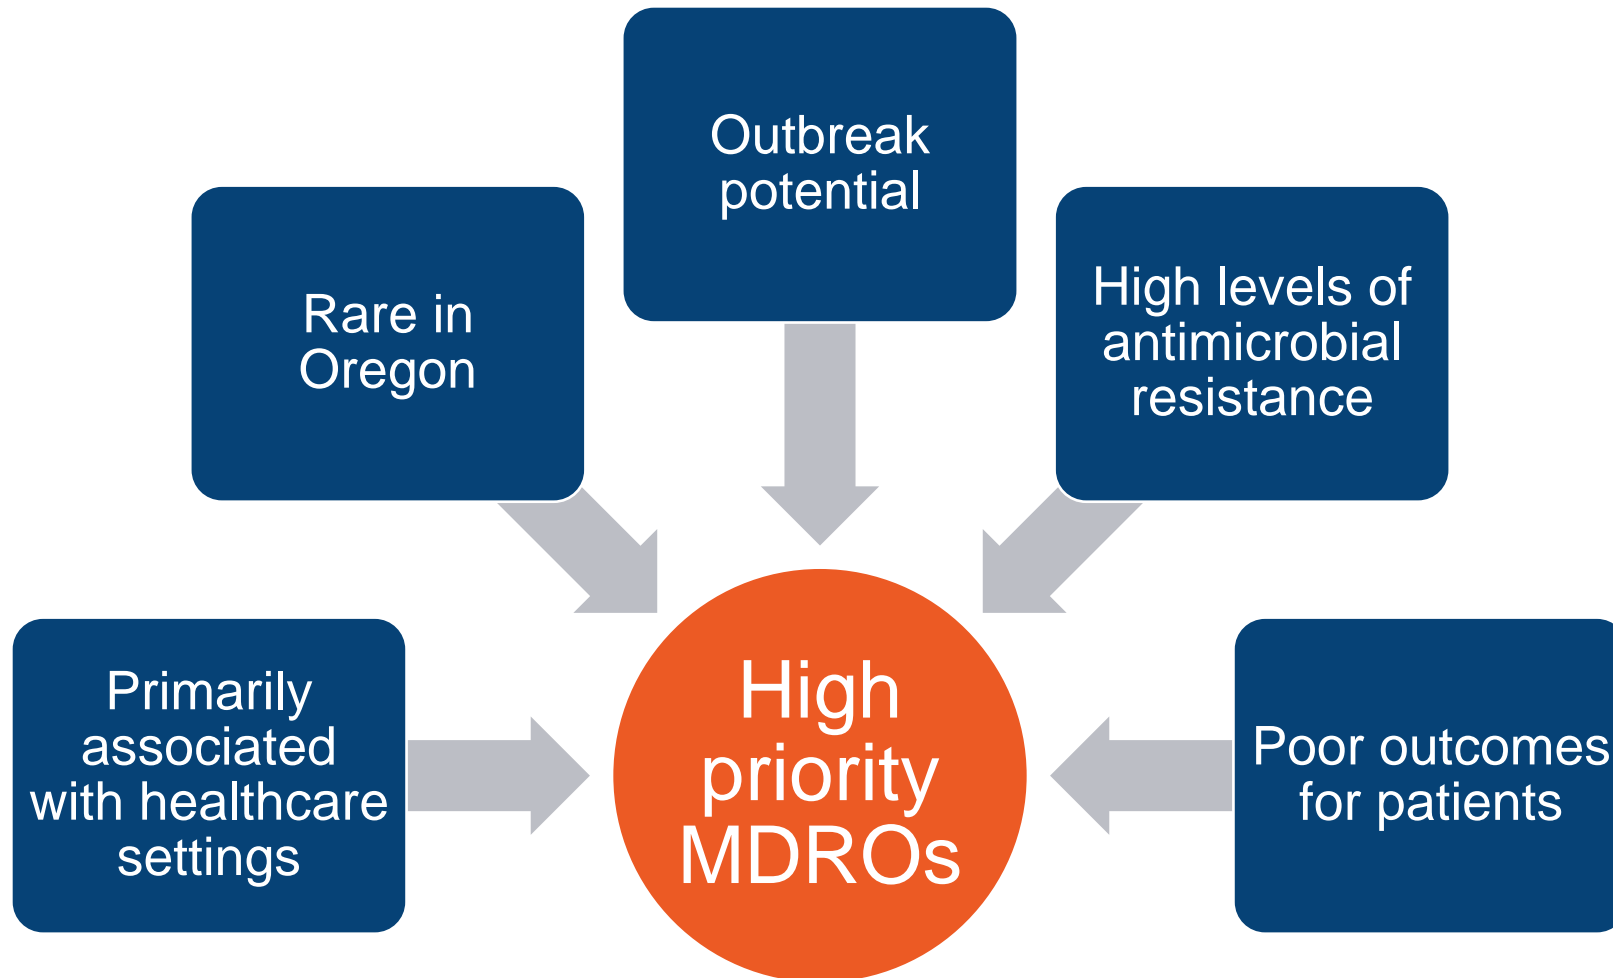 Outbreak
potential
Rare in
Oregon
High levels of
antimicrobial
resistance
Primarily
associated
with healthcare
settings
High
priority
MDROs
Poor outcomes
for patients